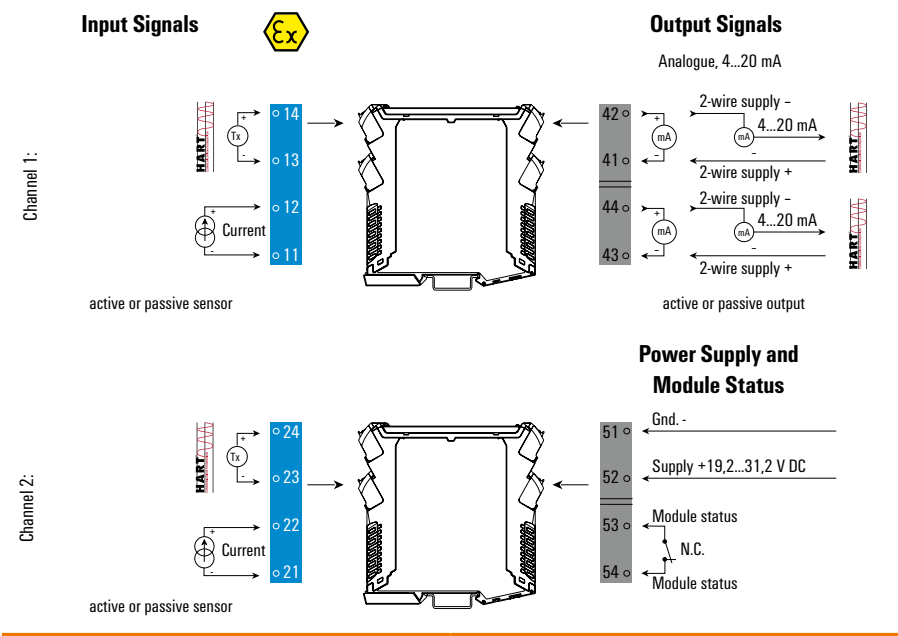 Input Signals
Ex
Output Signals
Analogue, 4...20 mA
Channel 1:
HART
+
Tx
-
14
13
+
Current
-
12
11
active or passive sensor
42
41
44
43
+
mA
-
2-wire supply –
mA
4...20 mA
-
2-wire supply +
HART
+
mA
-
2-wire supply –
mA
4...20 mA
-
2-wire supply +
HART
active or passive output
Power Supply and
Module Status
Channel 2:
HART
+
Tx
-
24
23
+
Current
-
22
21
active or passive sensor
51
Gnd. -
52
Supply +19,2...31,2 V DC
53
Module status
N.C.
54
Module status